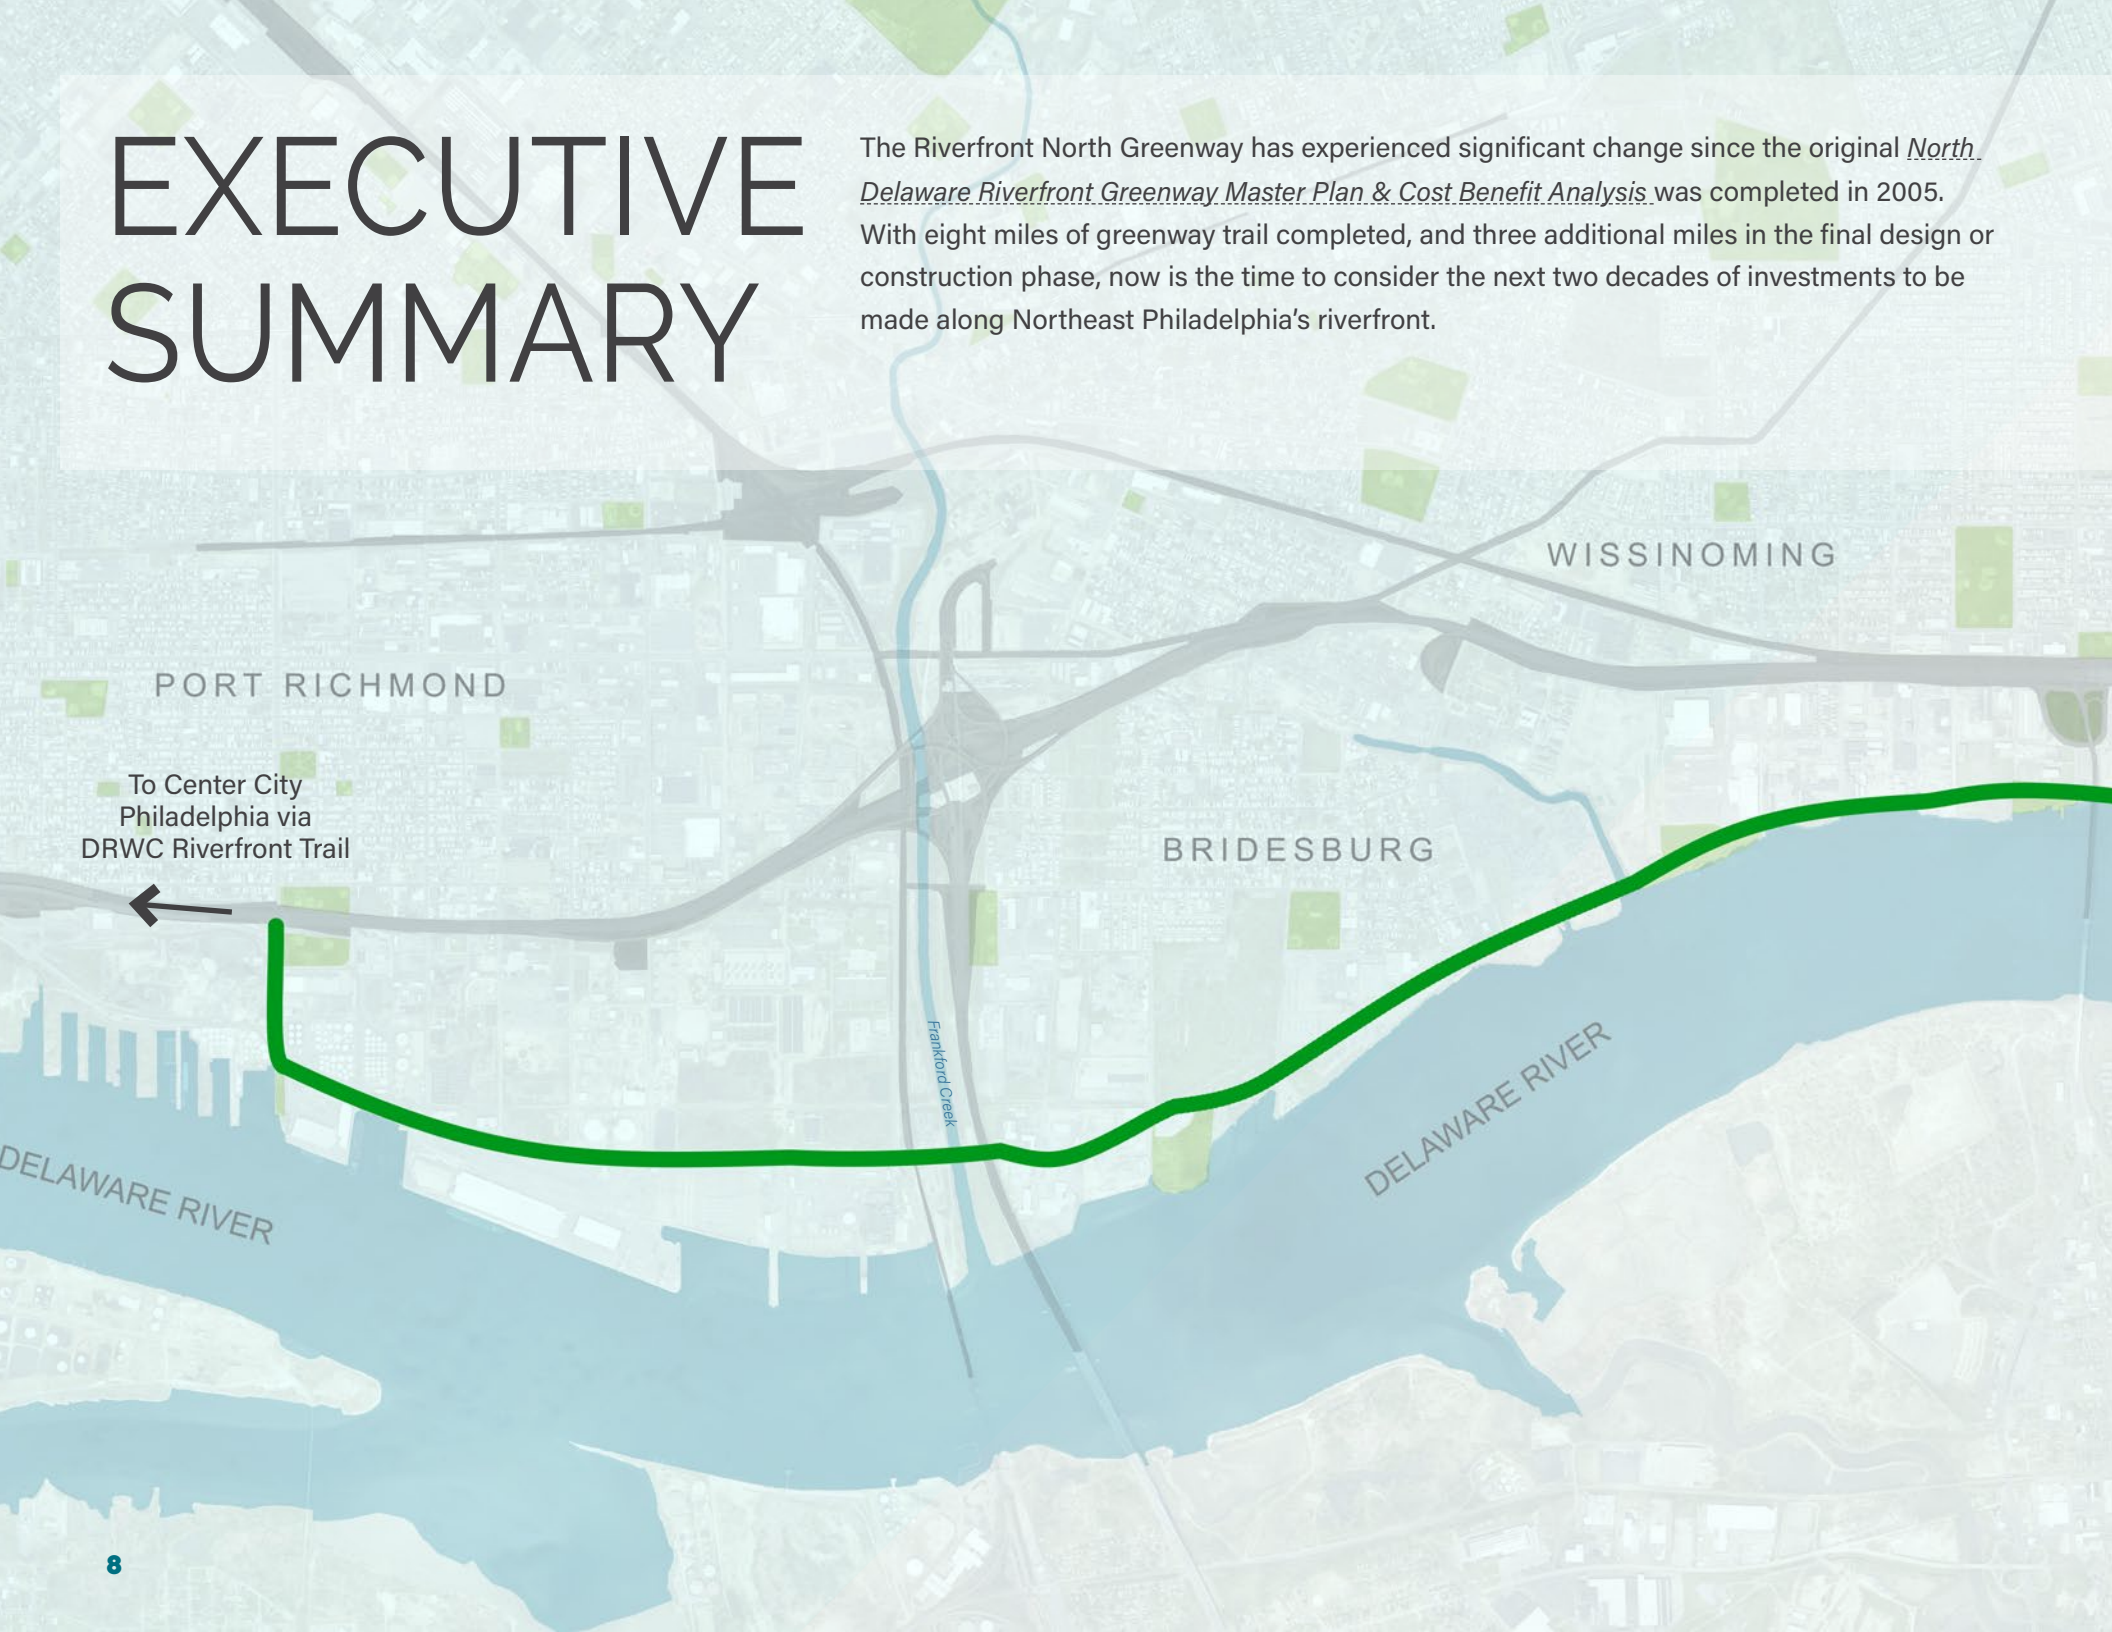 EXECUTIVE
SUMMARY
The Riverfront North Greenway has experienced significant change since the original North
Delaware Riverfront Greenway Master Plan & Cost Benefit Analysis was completed in 2005.
With eight miles of greenway trail completed, and three additional miles in the final design or
construction phase, now is the time to consider the next two decades of investments to be
made along Northeast Philadelphia's riverfront.
WISSINOMING
PORT RICHMOND
To Center City
Philadelphia via
DRWC Riverfront Trail
BRIDESBURG
Frankford Creek
DELAWARE RIVER
DELAWARE RIVER
8